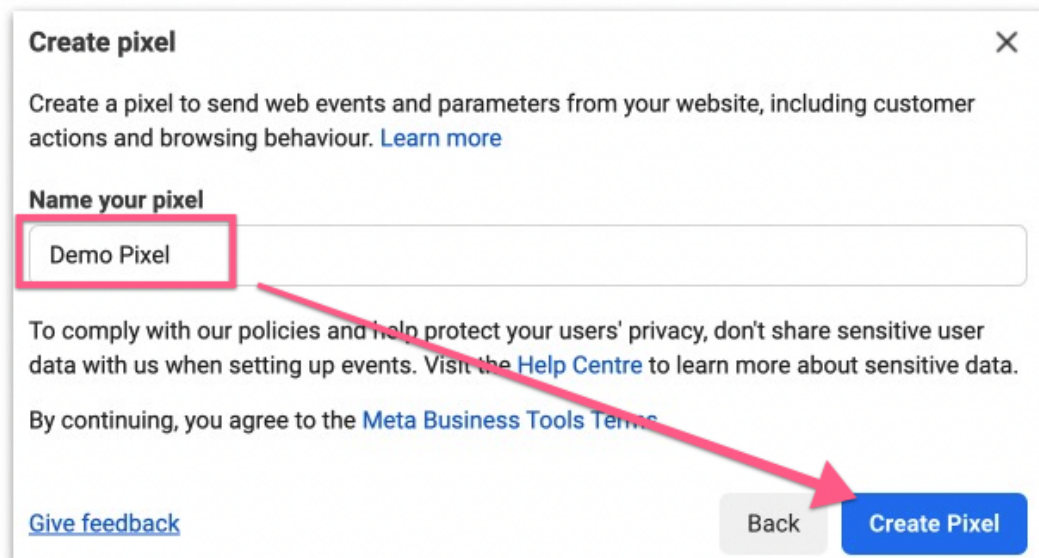 Create pixel
Create a pixel to send web events and parameters from your website, including customer
actions and browsing behaviour. Learn more
Name your pixel
Demo Pixel
To comply with our policies and help protect your users' privacy, don't share sensitive user
data with us when setting up events. Visit the Help Centre to learn more about sensitive data.
By continuing, you agree to the Meta Business Tools Terms
Give feedback
Back
Create Pixel